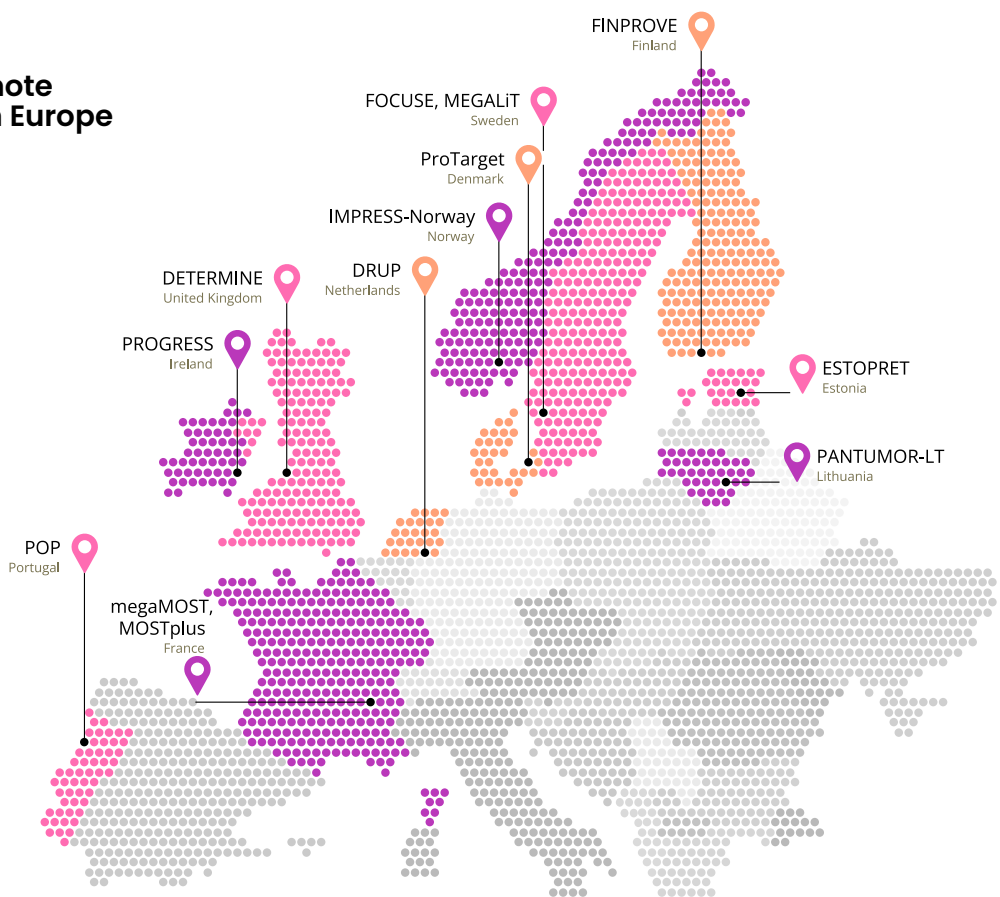 Europe
FINPROVE
Finland
FOCUSE, MEGALiT
Sweden
ProTarget
Denmark
IMPRESS-Norway
Norway
DRUP
Netherlands
DETERMINE
United Kingdom
PROGRESS
Ireland
ESTOPRET
Estonia
PANTUMOR-LT
Lithuania
POP
Portugal
megaMOST,
MOSTplus
France